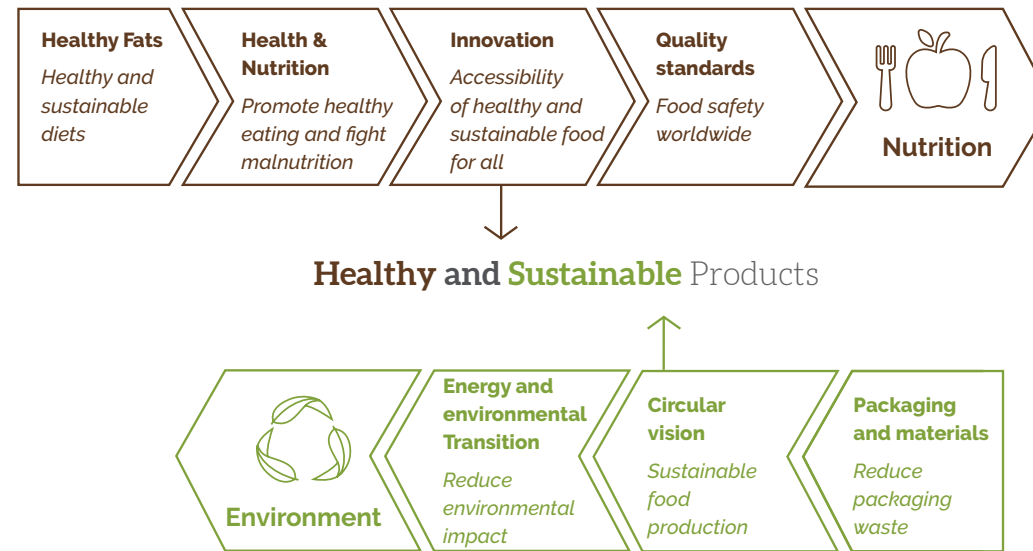 Healthy Fats
Healthy and
sustainable
diets
Health &
Nutrition
Promote healthy
eating and fight
malnutrition
Innovation
Accessibility
of healthy and
sustainable food
for all
Quality
standards
Food safety
worldwide
Nutrition
Healthy and Sustainable Products
Environment
Energy and
environmental
Transition
Reduce
environmental
impact
Circular
vision
Sustainable
food
production
Packaging
and materials
Reduce
packaging
waste